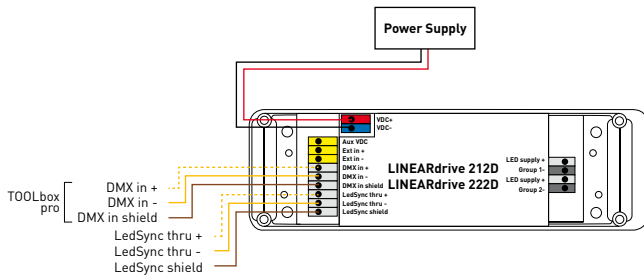 Power Supply
VDC+
VDC-
Aux VDC
Ext in +
Ext in -
DMX in +
DMX in -
DMX in shield
LedSync thru +
LedSync thru -
LedSync shield
LINEARdrive 212D
LINEARdrive 222D
LED supply +
Group 1-
LED supply +
Group 2-
TOOLbox
pro
DMX in +
DMX in -
DMX in shield
LedSync thru +
LedSync thru -
LedSync shield